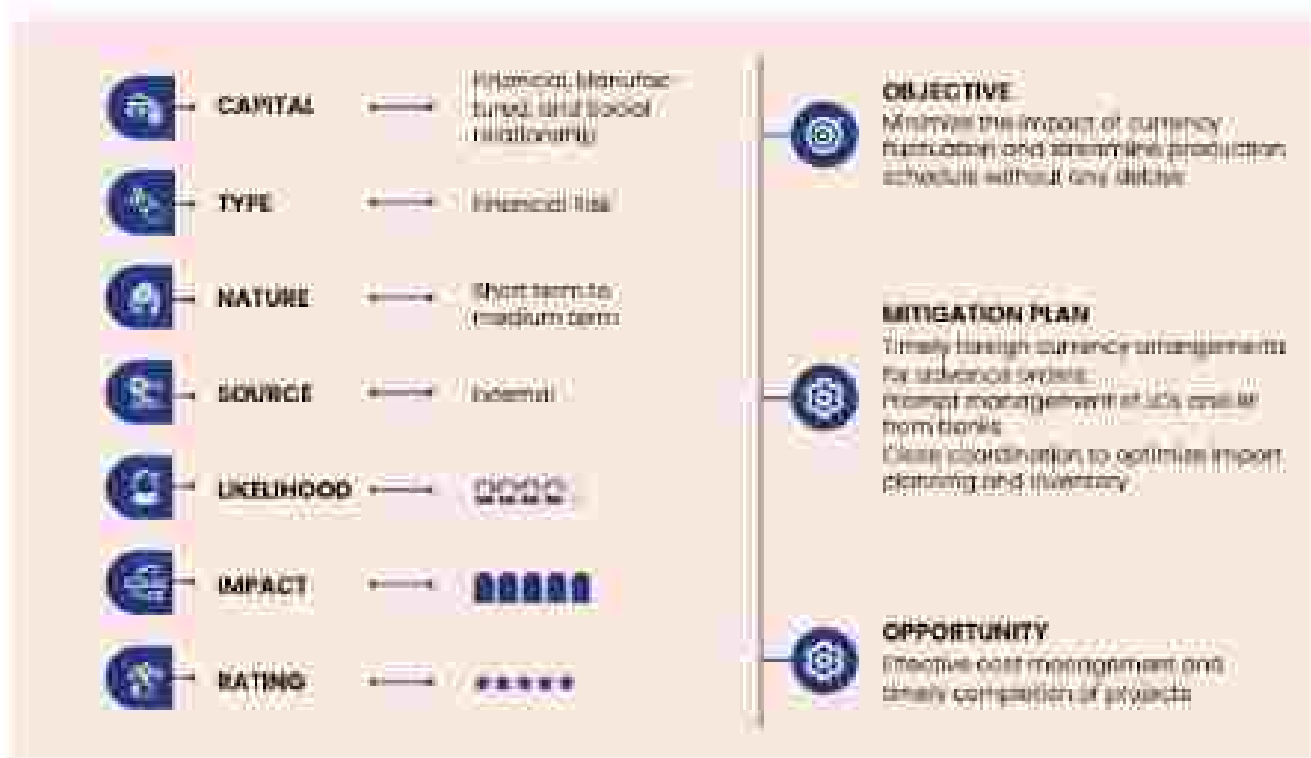 CAPITAL
Financial, Manufac-
tured, and Social
relationship
TYPE
Financial Risk
NATURE
Short term to
medium term
SOURCE
External
LIKELIHOOD
IMPACT
RATING
OBJECTIVE
Minimize the impact of currency
fluctuation and streamline production
schedule without any delays
MITIGATION PLAN
Timely foreign currency arrangements
for advance orders
Prompt management of LCs and
from banks
Close coordination to optimize import
planning and inventory
OPPORTUNITY
Effective cost management and
timely completion of projects